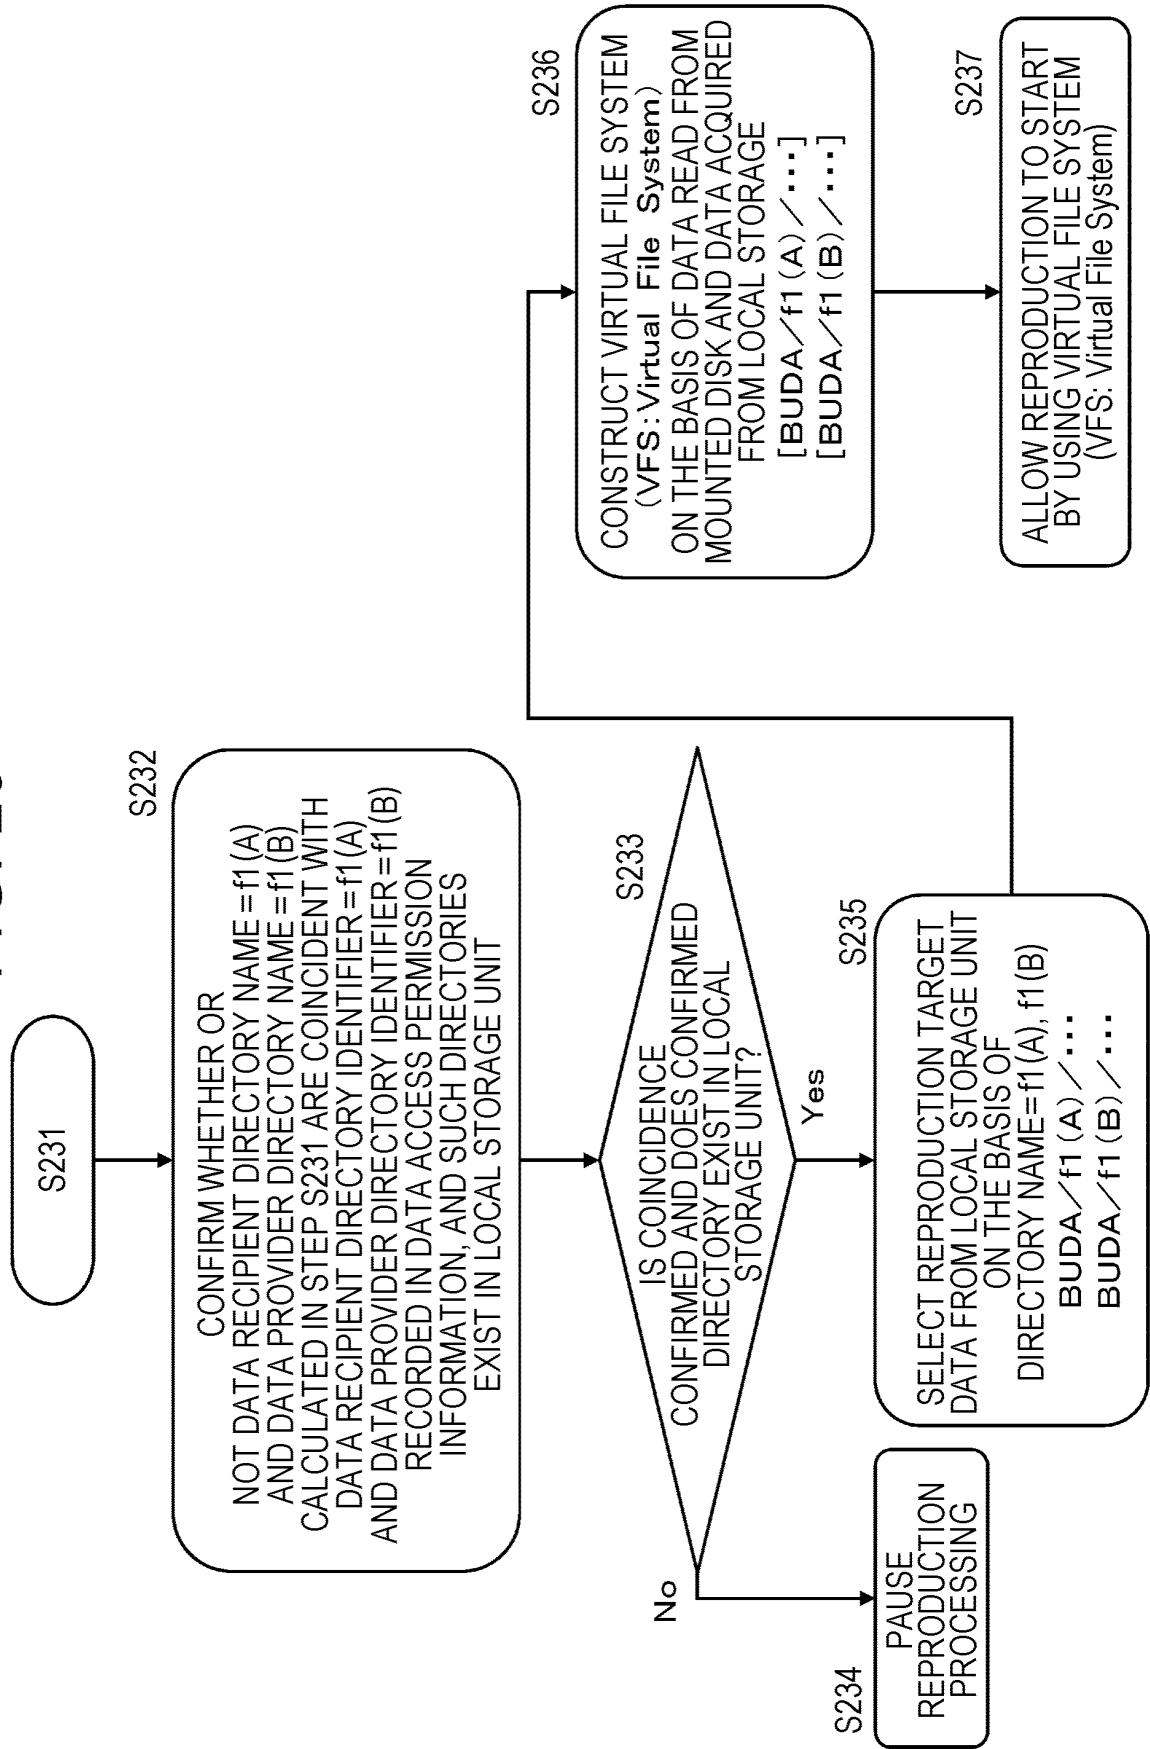 S231
S232
CONFIRM WHETHER OR
NOT DATA RECIPIENT DIRECTORY NAME = f1(A)
AND DATA PROVIDER DIRECTORY NAME = f1(B)
CALCULATED IN STEP S231 ARE COINCIDENT WITH
DATA RECIPIENT DIRECTORY IDENTIFIER = f1(A)
AND DATA PROVIDER DIRECTORY IDENTIFIER = f1(B)
RECORDED IN DATA ACCESS PERMISSION
INFORMATION, AND SUCH DIRECTORIES
EXIST IN LOCAL STORAGE UNIT
S233
IS COINCIDENCE
CONFIRMED AND DOES CONFIRMED
DIRECTORY EXIST IN LOCAL
STORAGE UNIT?
No
Yes
S234
PAUSE
REPRODUCTION
PROCESSING
S235
SELECT REPRODUCTION TARGET
DATA FROM LOCAL STORAGE UNIT
ON THE BASIS OF
DIRECTORY NAME=f1(A), f1(B)
BUDA/f1(A)/•••
BUDA/f1(B)/•••
S236
CONSTRUCT VIRTUAL FILE SYSTEM
(VFS: Virtual File System)
ON THE BASIS OF DATA READ FROM
MOUNTED DISK AND DATA ACQUIRED
FROM LOCAL STORAGE
[BUDA/f1(A)/•••]
[BUDA/f1(B)/•••]
S237
ALLOW REPRODUCTION TO START
BY USING VIRTUAL FILE SYSTEM
(VFS: Virtual File System)